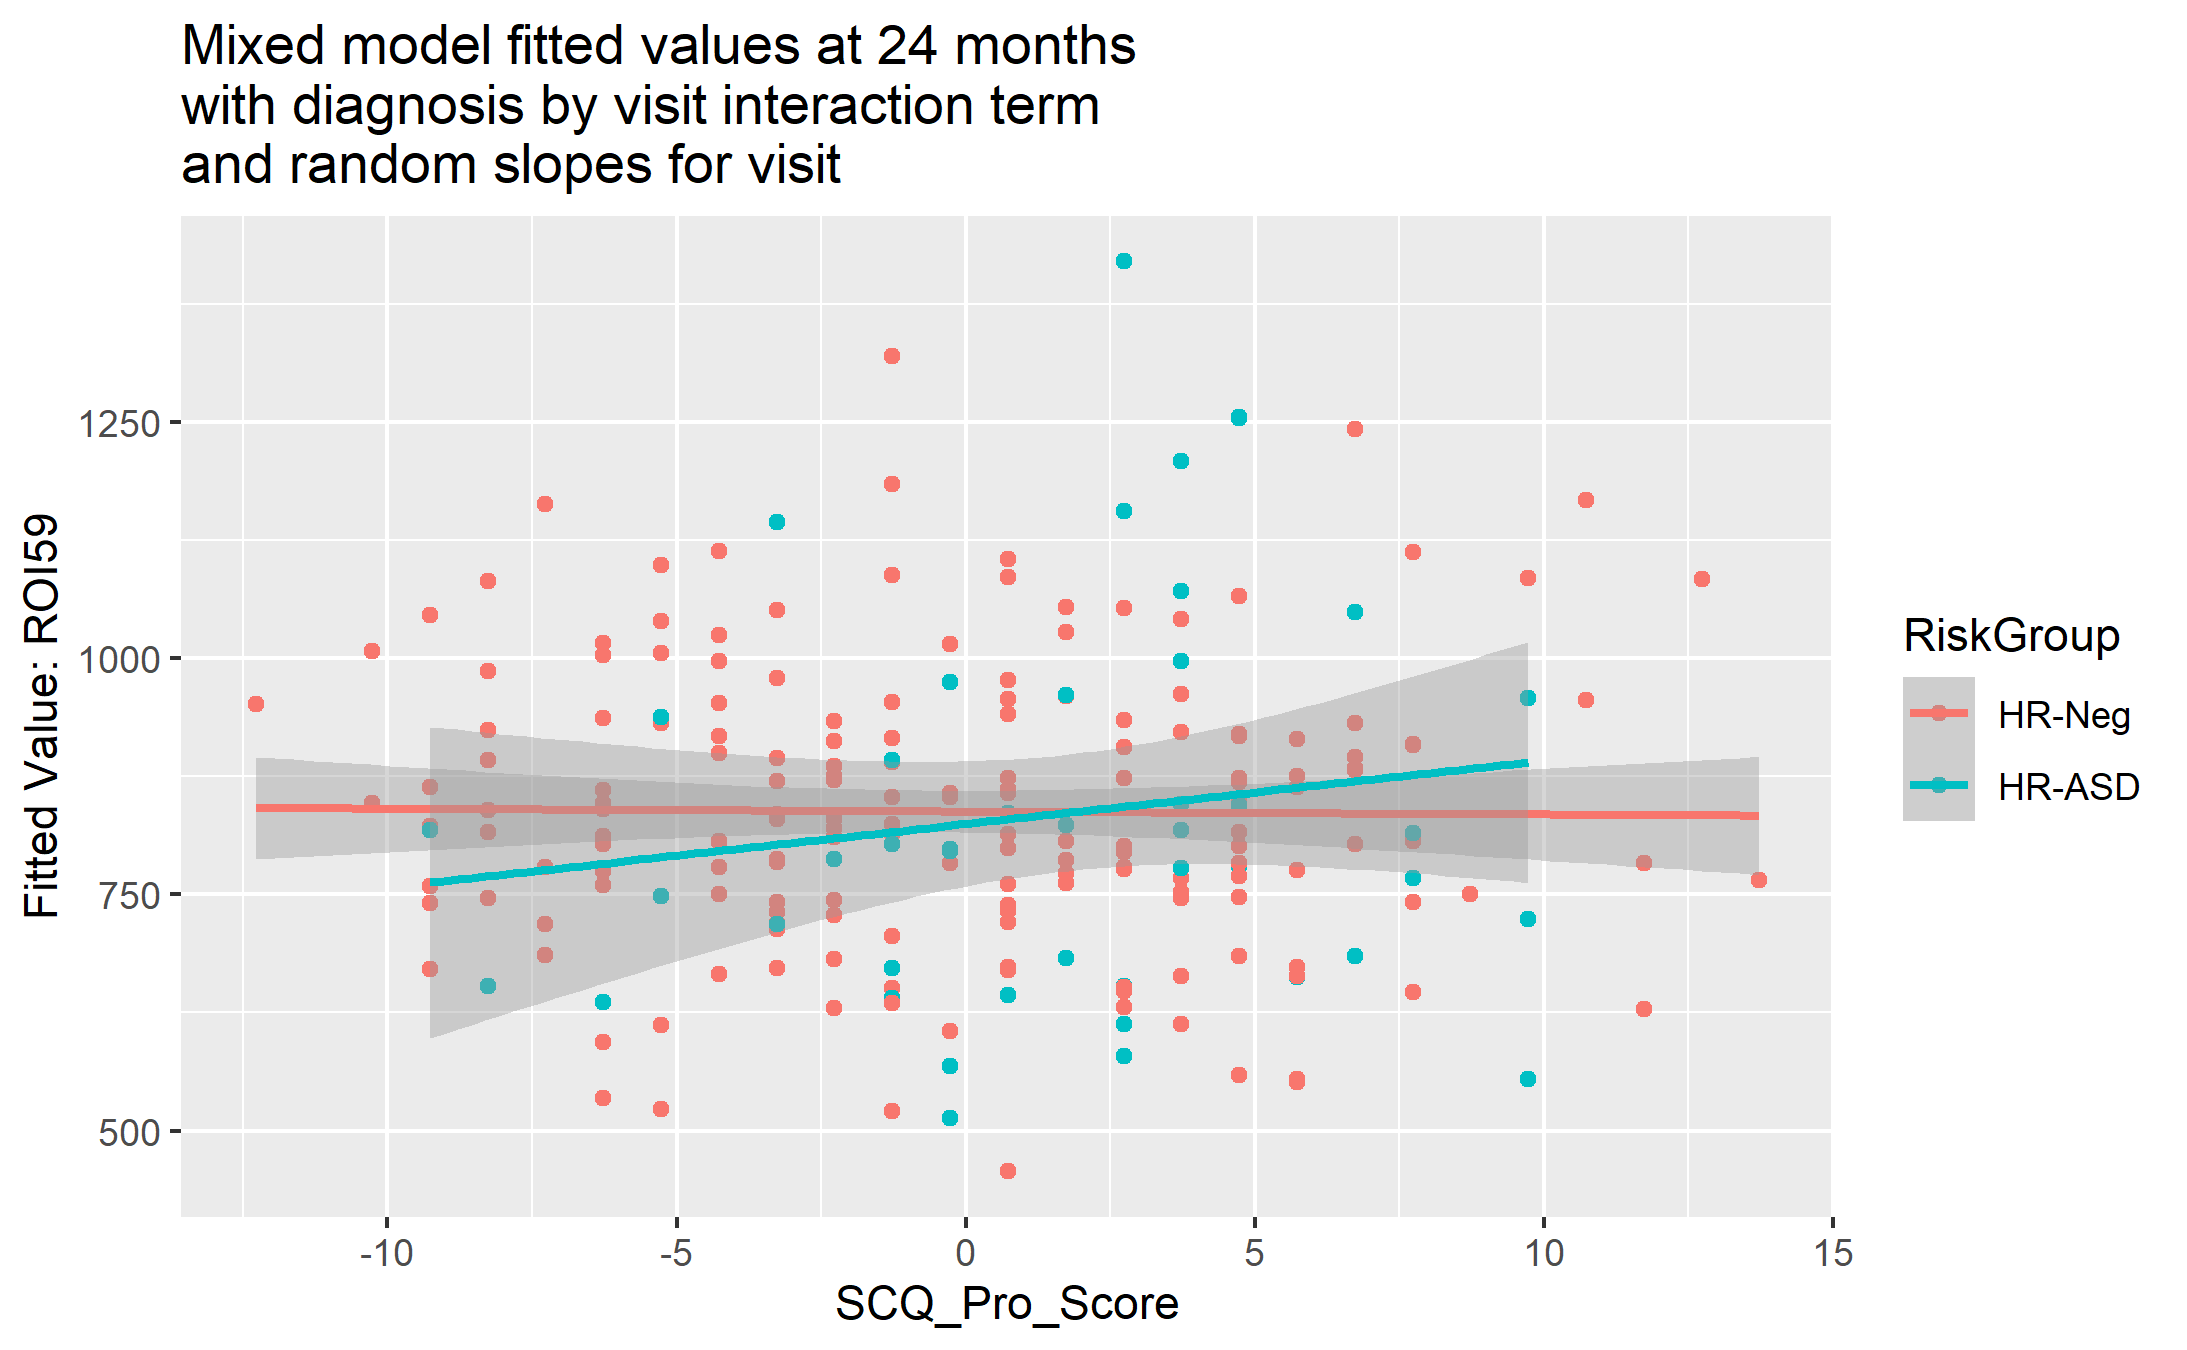 Mixed model fitted values at 24 months
with diagnosis by visit interaction term
and random slopes for visit
Fitted Value: ROI59
1250
1000
750
500
-10
-5
0
5
10
15
SCQ_Pro_Score
RiskGroup
HR-Neg
HR-ASD